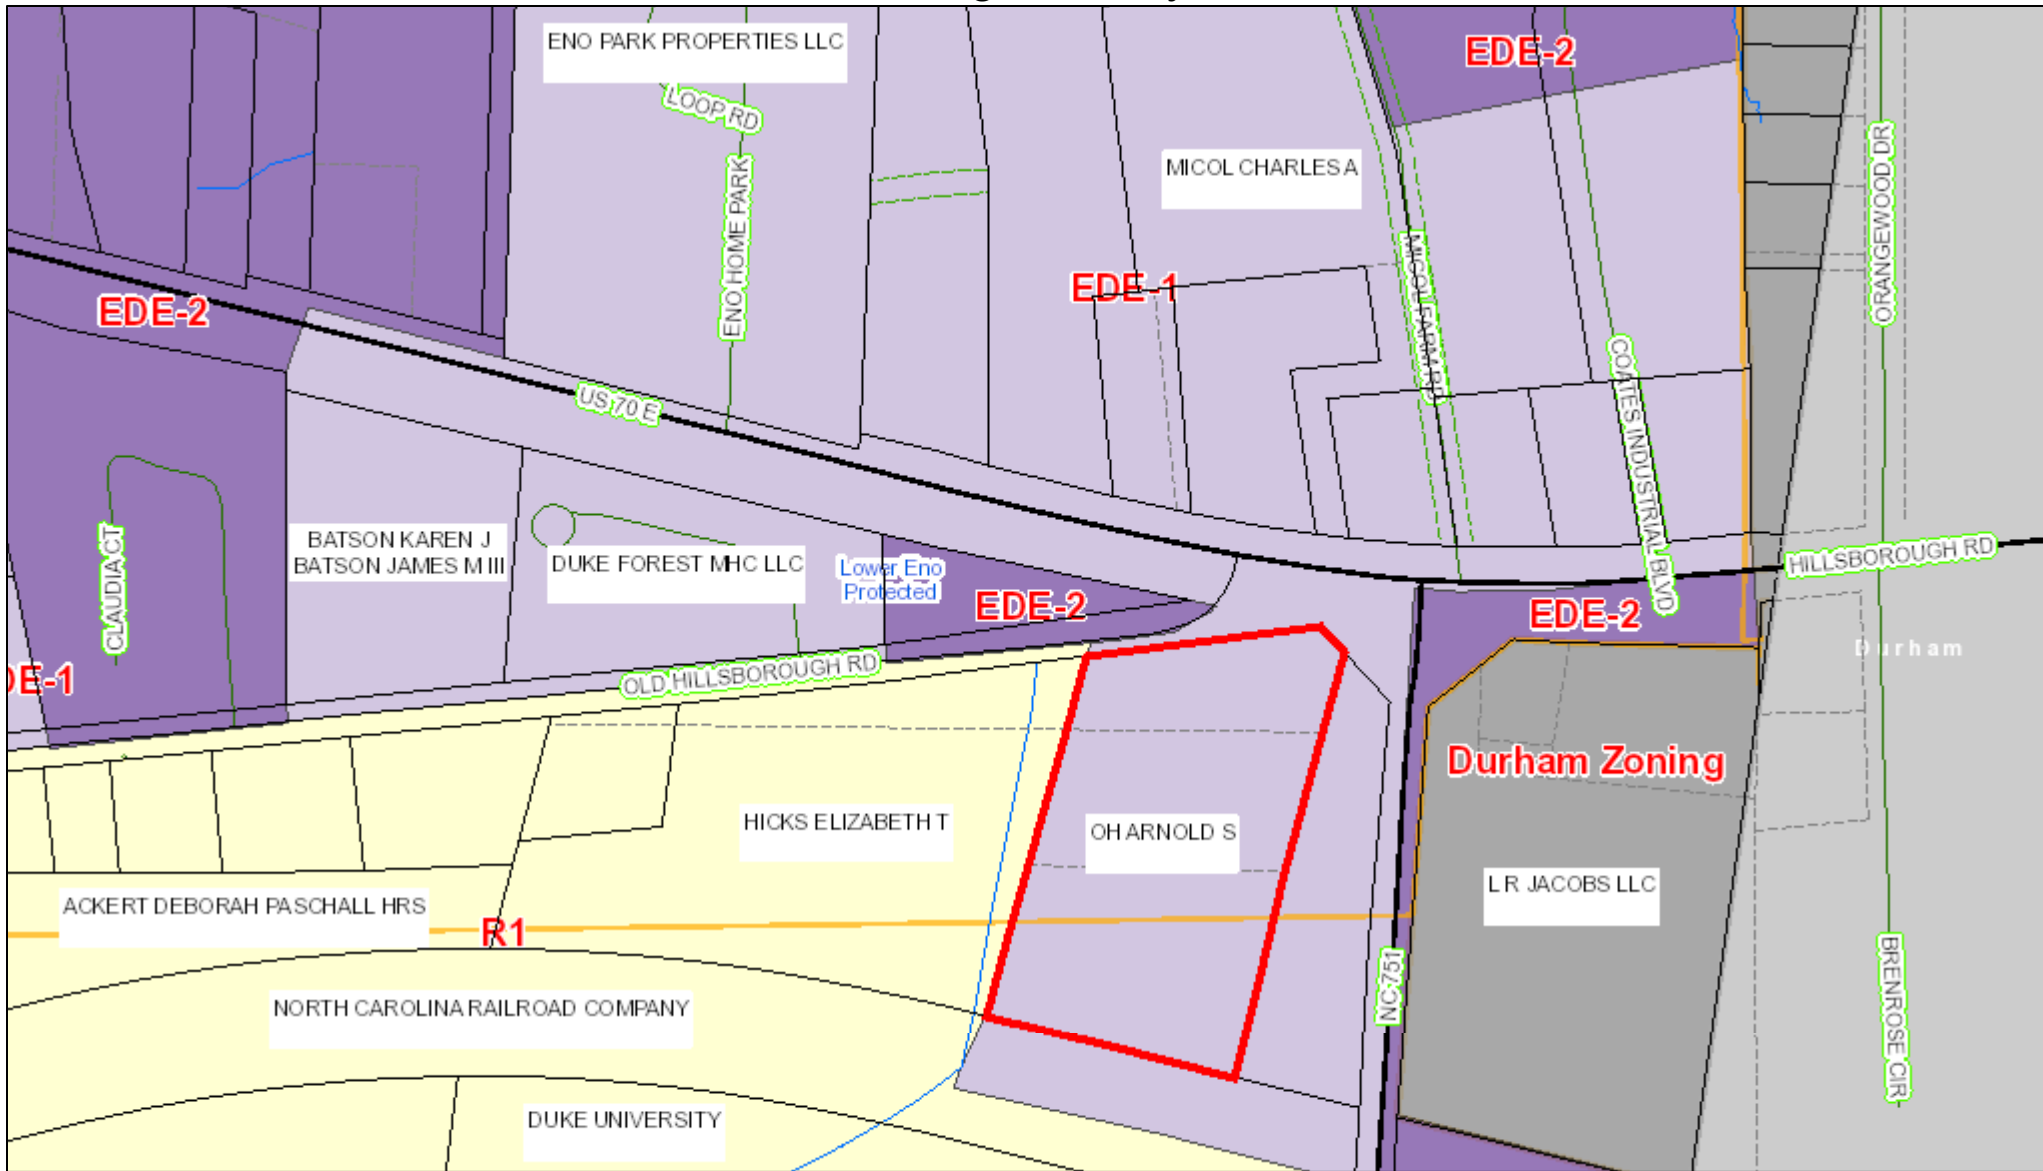 ENO PARK PROPERTIES LLC
EDE-2
LOOP RD
MICOL CHARLES A
ORANGEWOOD DR
ENO HOME PARK
EDE-1
MICOL FARM RD
EDE-2
US 70 E
COATES INDUSTRIAL BLVD
CLAUDIA CT
BATSON KAREN J
BATSON JAMES M III
DUKE FOREST MHC LLC
Lower Eno
Protected
HILLSBOROUGH RD
EDE-2
EDE-2
Durham
DE-1
OLD HILLSBOROUGH RD
Durham Zoning
HICKS ELIZABETH T
OH ARNOLD S
L R JACOBS LLC
ACKERT DEBORAH PASCHALL HRS
R1
NC 751
BRENROSE CIR
NORTH CAROLINA RAILROAD COMPANY
DUKE UNIVERSITY